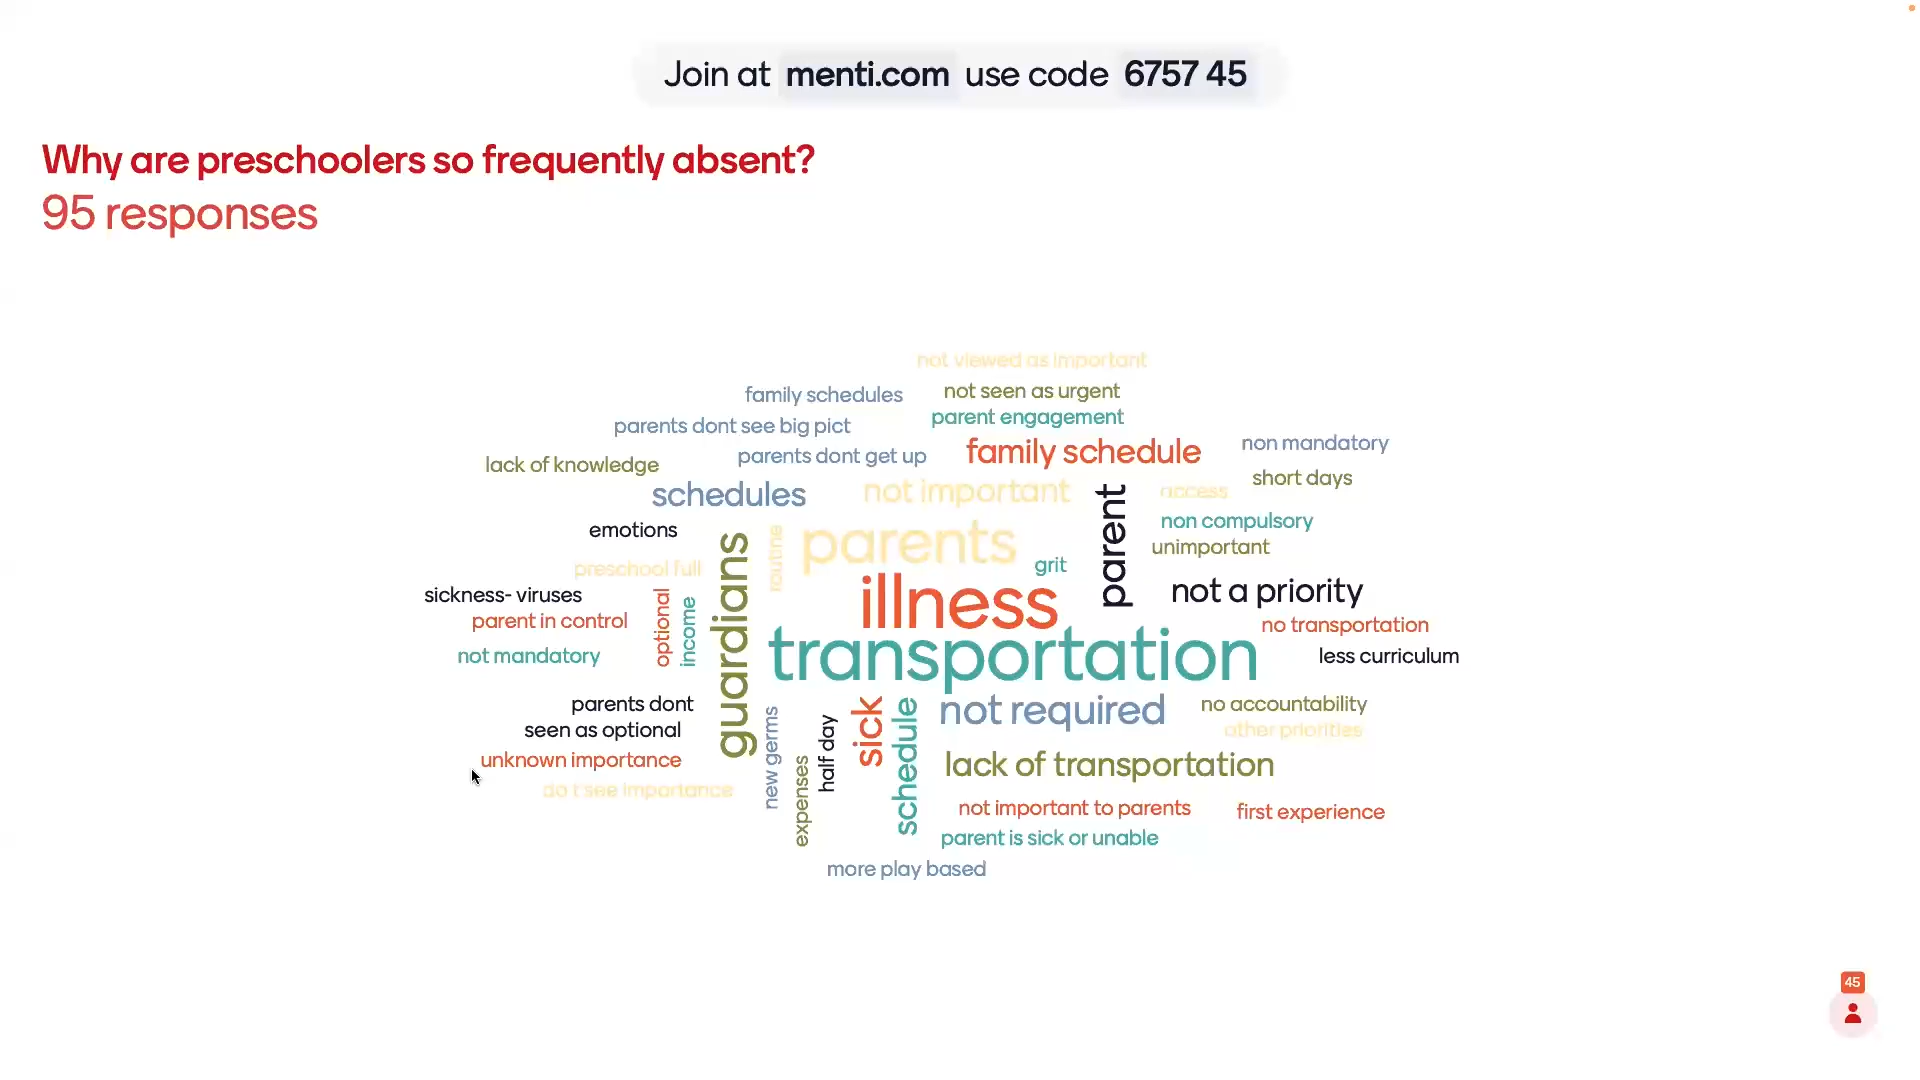 Join at menti.com use code 6757 45
Why are preschoolers so frequently absent?
95 responses
not viewed as important
family schedules
not seen as urgent
parents dont see big pict
parent engagement
lack of knowledge
parents dont get up
family schedule
non mandatory
schedules
not important
parent
access
short days
emotions
guardians
routine
parents
non compulsory
preschool full
grit
unimportant
sickness- viruses
optional
income
illness
not a priority
parent in control
no transportation
not mandatory
transportation
less curriculum
parents dont
sick
schedule
not required
no accountability
seen as optional
new germs
half day
other priorities
unknown importance
expenses
lack of transportation
do t see importance
not important to parents
first experience
parent is sick or unable
more play based
45